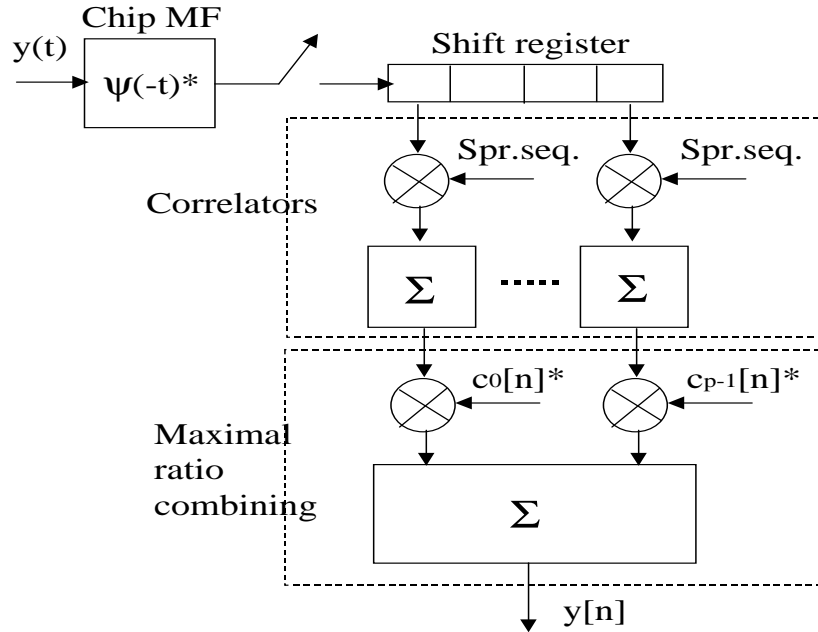 Chip MF
y(t)
Shift register
ψ(-t)*
Spr.seq.
Spr.seq.
Correlators
Σ
Σ
c0[n]*
cp-1[n]*
Maximal
ratio
combining
Σ
y[n]